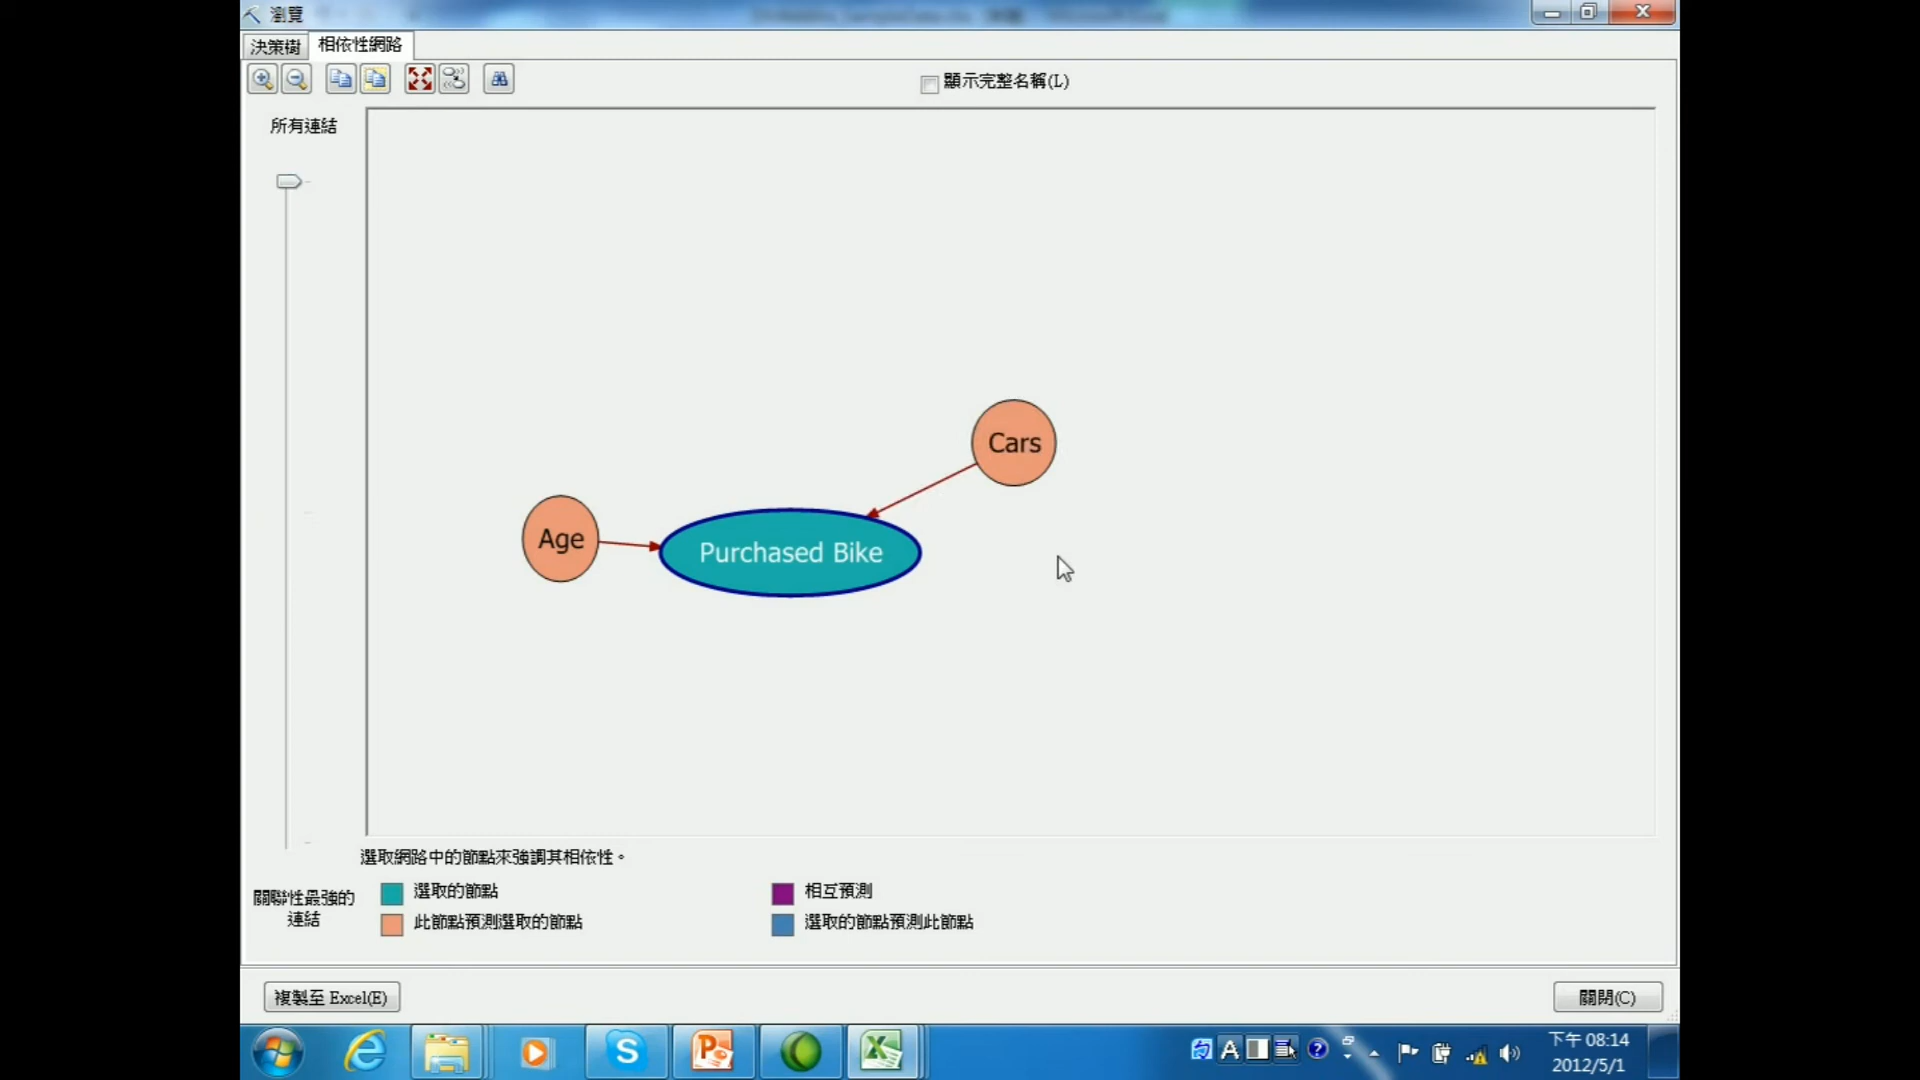 瀏覽
決策樹
相依性網路
顯示完整名稱(L)
所有連結
Cars
Age
Purchased Bike
選取網路中的節點來強調其相依性。
關聯性最強的
連結
選取的節點
相互預測
此節點預測選取的節點
選取的節點預測此節點
複製至 Excel(E)
關閉(C)
A
下午 08:14
2012/5/1